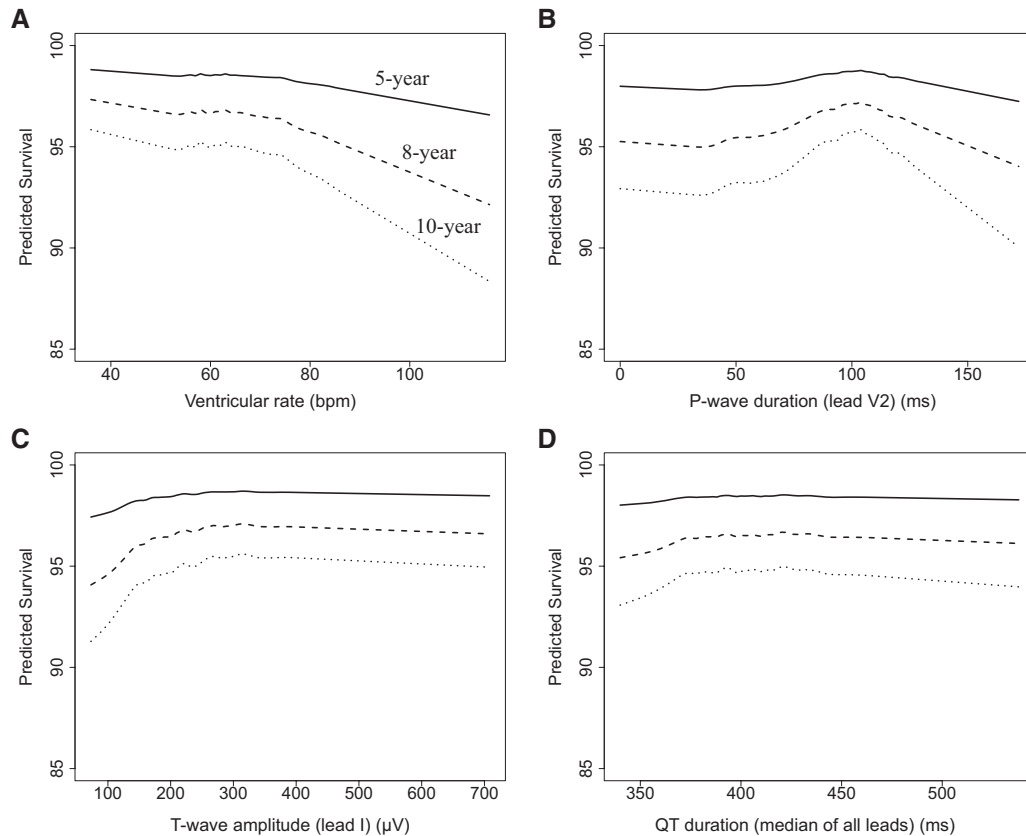 A
Predicted Survival
100
95
90
85
5-year
8-year
10-year
40 60 80 100
Ventricular rate (bpm)
B
Predicted Survival
100
95
90
85
0 50 100 150
P-wave duration (lead V2) (ms)
C
Predicted Survival
100
95
90
85
100 200 300 400 500 600 700
T-wave amplitude (lead I) (µV)
D
Predicted Survival
100
95
90
85
350 400 450 500
QT duration (median of all leads) (ms)